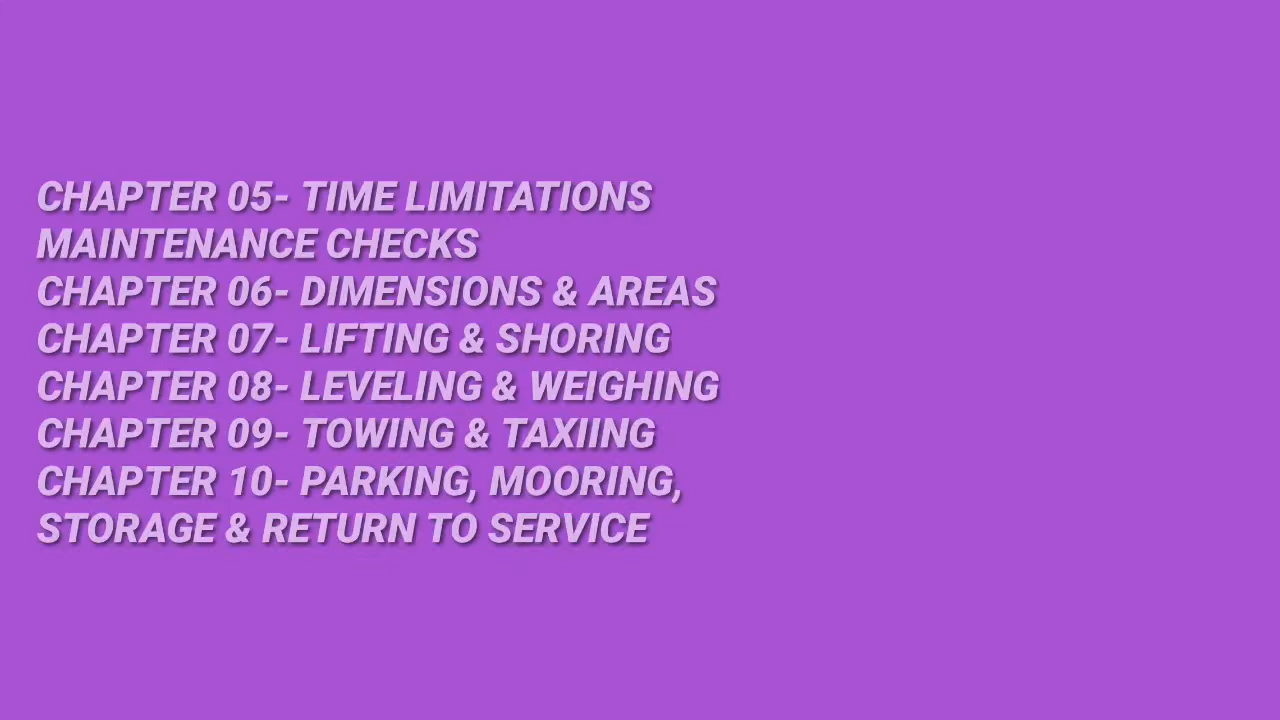 CHAPTER 05- TIME LIMITATIONS
MAINTENANCE CHECKS
CHAPTER 06- DIMENSIONS & AREAS
CHAPTER 07- LIFTING & SHORING
CHAPTER 08- LEVELING & WEIGHING
CHAPTER 09- TOWING & TAXIING
CHAPTER 10- PARKING, MOORING,
STORAGE & RETURN TO SERVICE